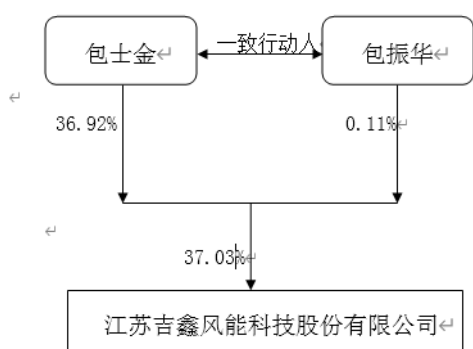 包士金
一致行动人
包振华
36.92%
0.11%
37.03%
江苏吉鑫风能科技股份有限公司